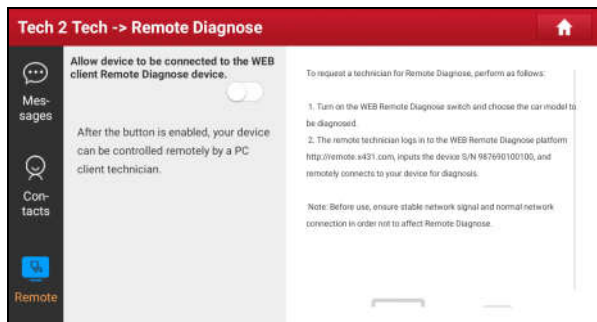 Tech 2 Tech -> Remote Diagnose
Mes-
sages
Con-
tacts
Remote
Allow device to be connected to the WEB
client Remote Diagnose device.
After the button is enabled, your device
can be controlled remotely by a PC
client technician.
To request a technician for Remote Diagnose, perform as follows:
1. Turn on the WEB Remote Diagnose switch and choose the car model to
be diagnosed.
2. The remote technician logs in to the WEB Remote Diagnose platform
http://remote.x431.com, inputs the device S/N 987690100100, and
remotely connects to your device for diagnosis.
Note: Before use, ensure stable network signal and normal network
connection in order not to affect Remote Diagnose.